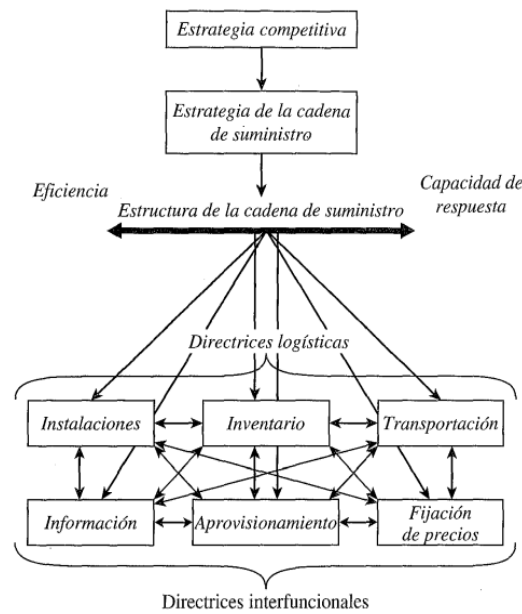 Estrategia competitiva
Estrategia de la cadena
de suministro
Eficiencia
Capacidad de
respuesta
Estructura de la cadena de suministro
Directrices logísticas
Instalaciones
Inventario
Transportación
Información
Aprovisionamiento
Fijación
de precios
Directrices interfuncionales